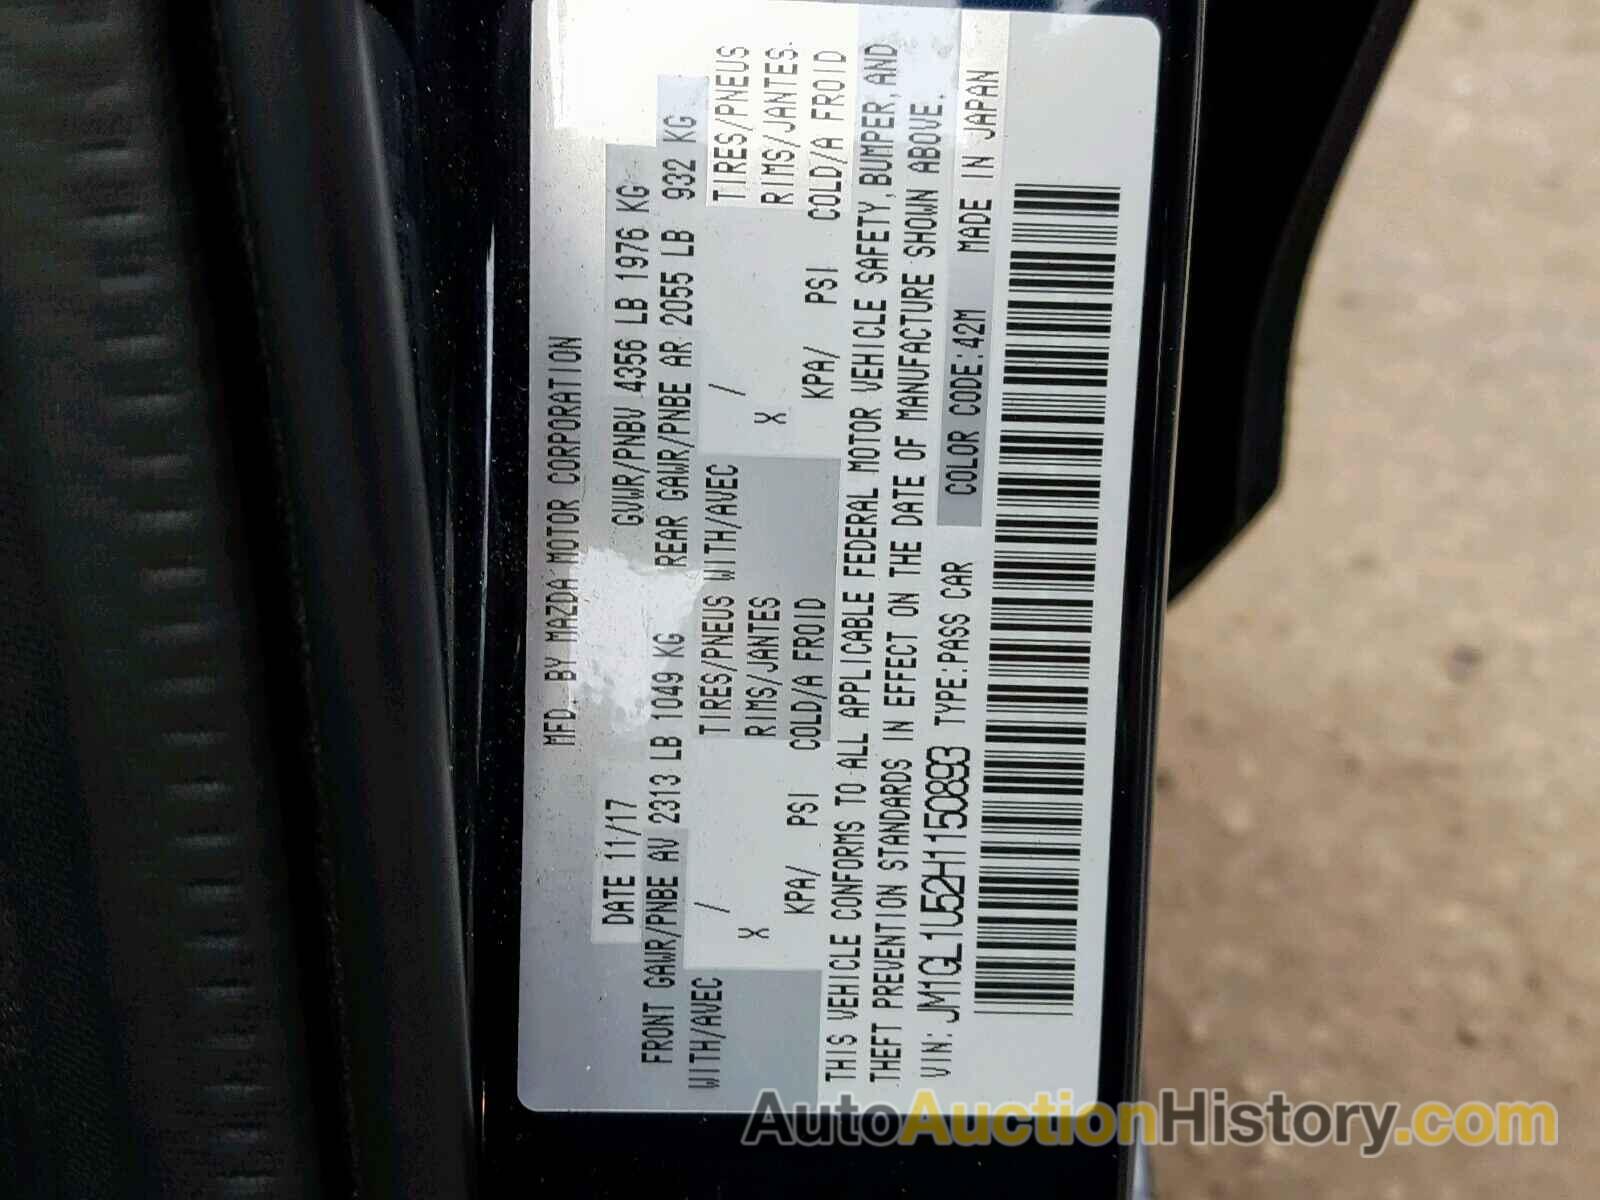 MFD. BY MAZDA MOTOR CORPORATION
DATE 11/17 GVWR/PNBV 4356 LB 1976 KG
FRONT GAWR/PNBE AV 2313 LB 1049 KG REAR GAWR/PNBE AR 2055 LB 932 KG
WITH/AVEC / TIRES/PNEUS WITH/AVEC / TIRES/PNEUS
X RIMS/JANTES X RIMS/JANTES
KPA/ PSI COLD/A FROID KPA/ PSI COLD/A FROID
THIS VEHICLE CONFORMS TO ALL APPLICABLE FEDERAL MOTOR VEHICLE SAFETY, BUMPER, AND
THEFT PREVENTION STANDARDS IN EFFECT ON THE DATE OF MANUFACTURE SHOWN ABOVE.
VIN: JM1GL1U52H1150893 TYPE:PASS CAR COLOR CODE:42M MADE IN JAPAN
AutoAuctionHistory.com